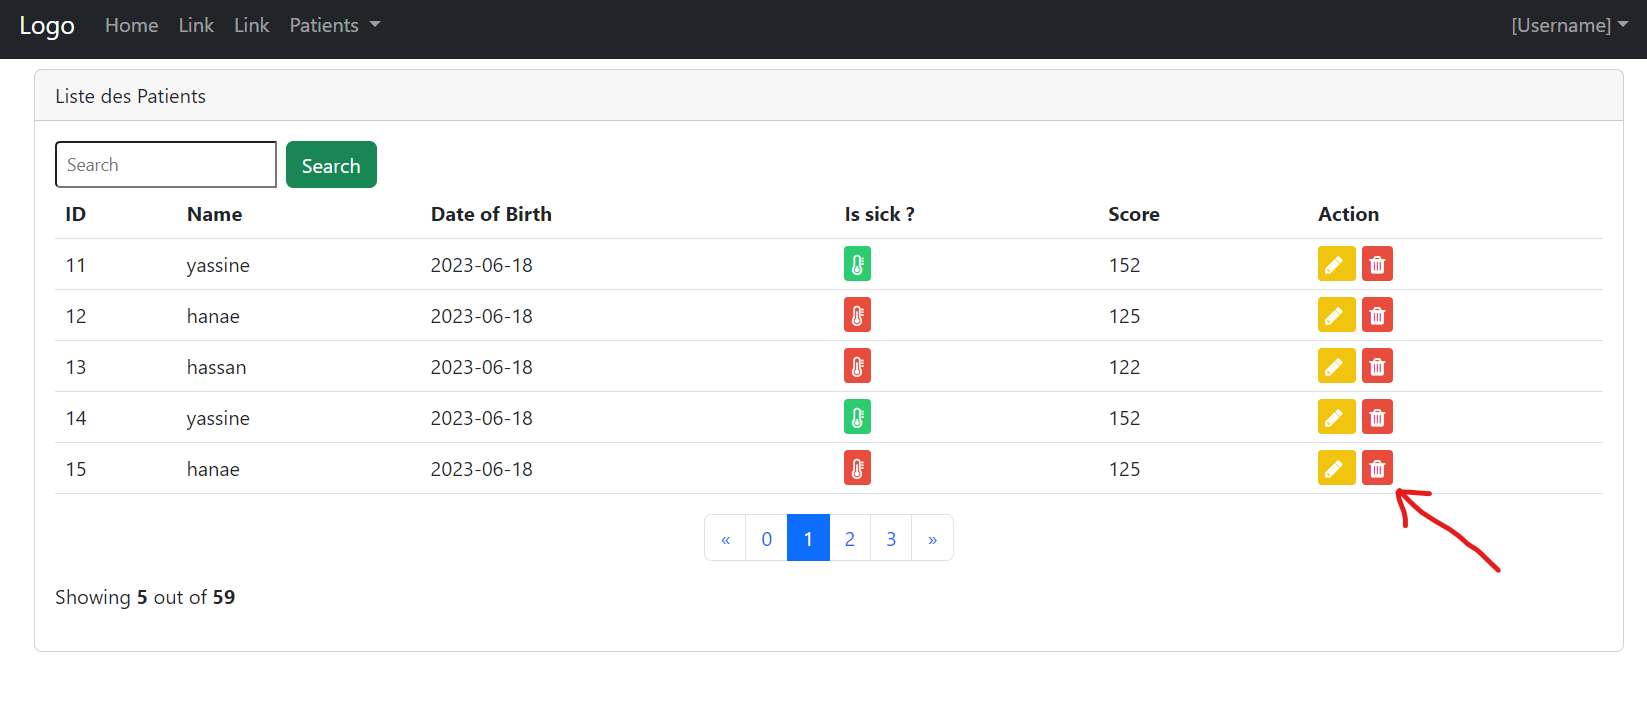 Logo Home Link Link Patients [Username]
Liste des Patients
Search Search
ID Name Date of Birth Is sick ? Score Action
11 yassine 2023-06-18 152
12 hanae 2023-06-18 125
13 hassan 2023-06-18 122
14 yassine 2023-06-18 152
15 hanae 2023-06-18 125
« 0 1 2 3 »
Showing 5 out of 59